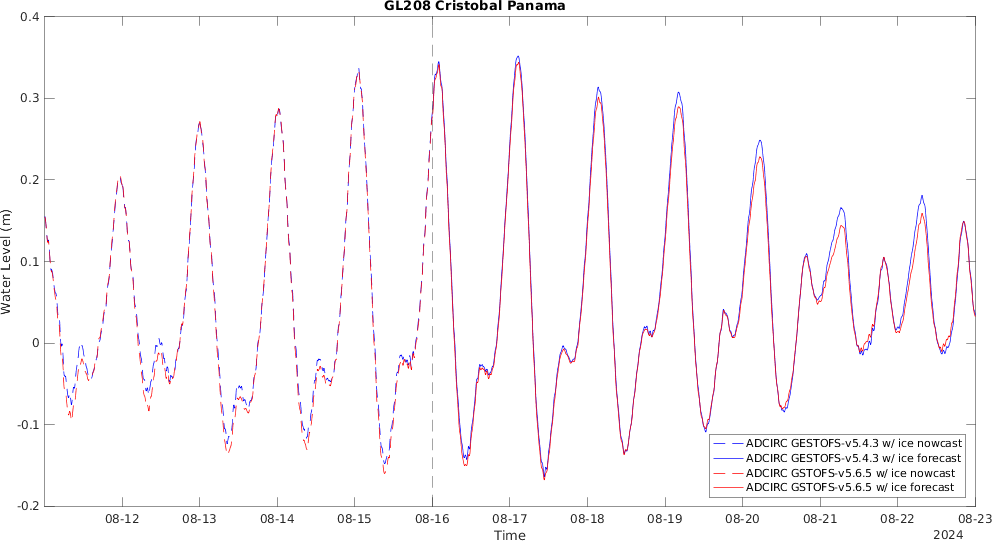 GL208 Cristobal Panama
0.4
0.3
0.2
0.1
0
-0.1
-0.2
Water Level (m)
08-12 08-13 08-14 08-15 08-16 08-17 08-18 08-19 08-20 08-21 08-22 08-23
Time
2024
ADCIRC GESTOFS-v5.4.3 w/ ice nowcast
ADCIRC GESTOFS-v5.4.3 w/ ice forecast
ADCIRC GSTOFS-v5.6.5 w/ ice nowcast
ADCIRC GSTOFS-v5.6.5 w/ ice forecast